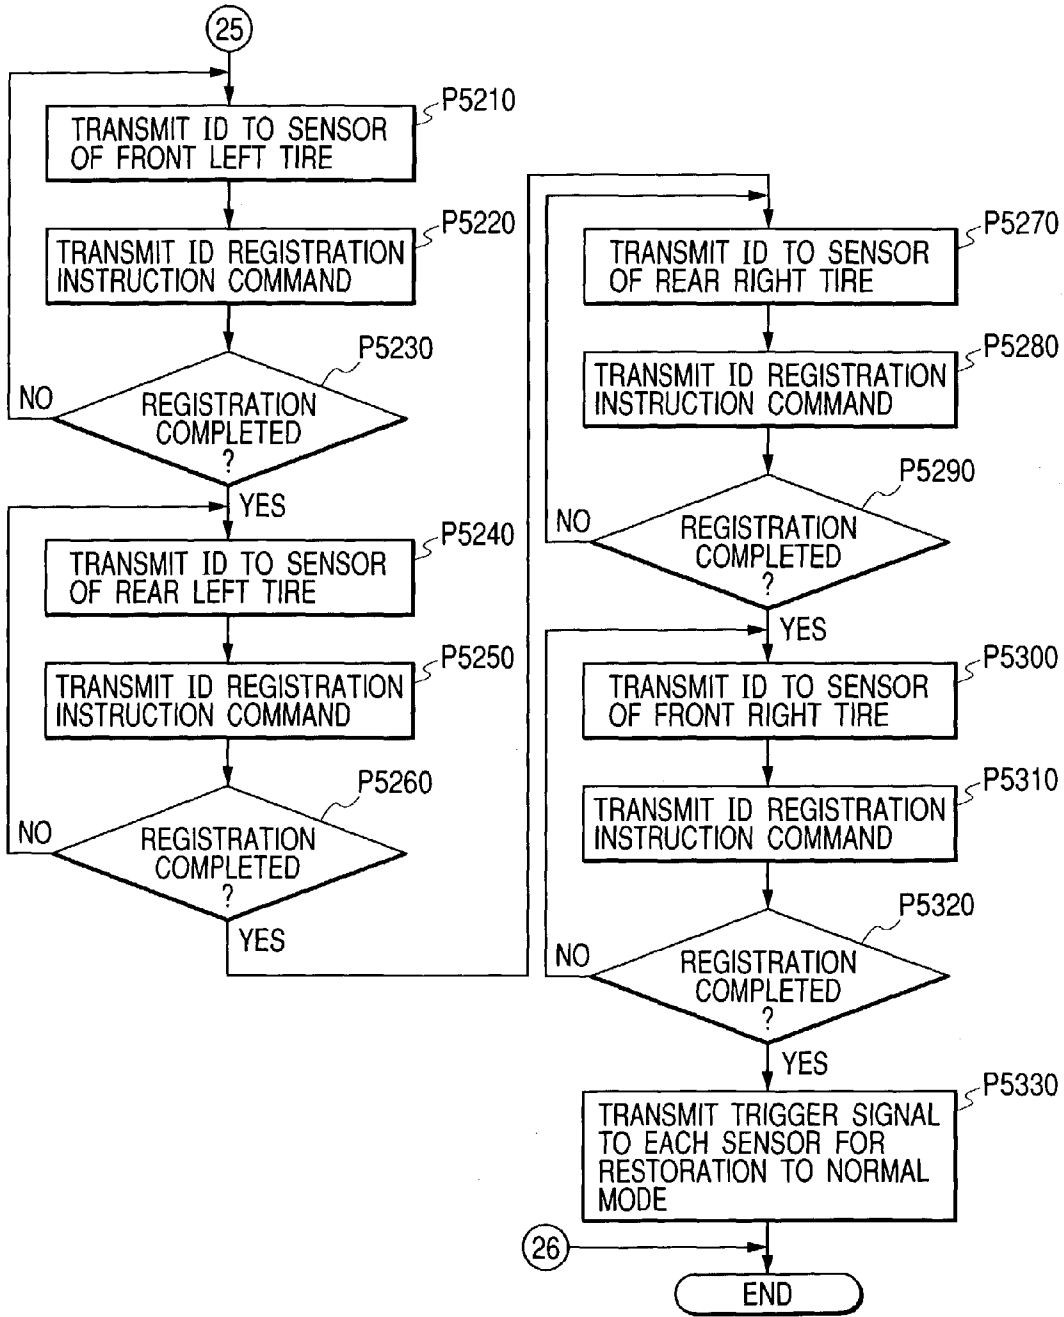 25
P5210
TRANSMIT ID TO SENSOR
OF FRONT LEFT TIRE
P5220
TRANSMIT ID REGISTRATION
INSTRUCTION COMMAND
P5230
NO
REGISTRATION
COMPLETED
?
YES
P5240
TRANSMIT ID TO SENSOR
OF REAR LEFT TIRE
P5250
TRANSMIT ID REGISTRATION
INSTRUCTION COMMAND
P5260
NO
REGISTRATION
COMPLETED
?
YES
P5270
TRANSMIT ID TO SENSOR
OF REAR RIGHT TIRE
P5280
TRANSMIT ID REGISTRATION
INSTRUCTION COMMAND
P5290
NO
REGISTRATION
COMPLETED
?
YES
P5300
TRANSMIT ID TO SENSOR
OF FRONT RIGHT TIRE
P5310
TRANSMIT ID REGISTRATION
INSTRUCTION COMMAND
P5320
NO
REGISTRATION
COMPLETED
?
YES
P5330
TRANSMIT TRIGGER SIGNAL
TO EACH SENSOR FOR
RESTORATION TO NORMAL
MODE
26
END